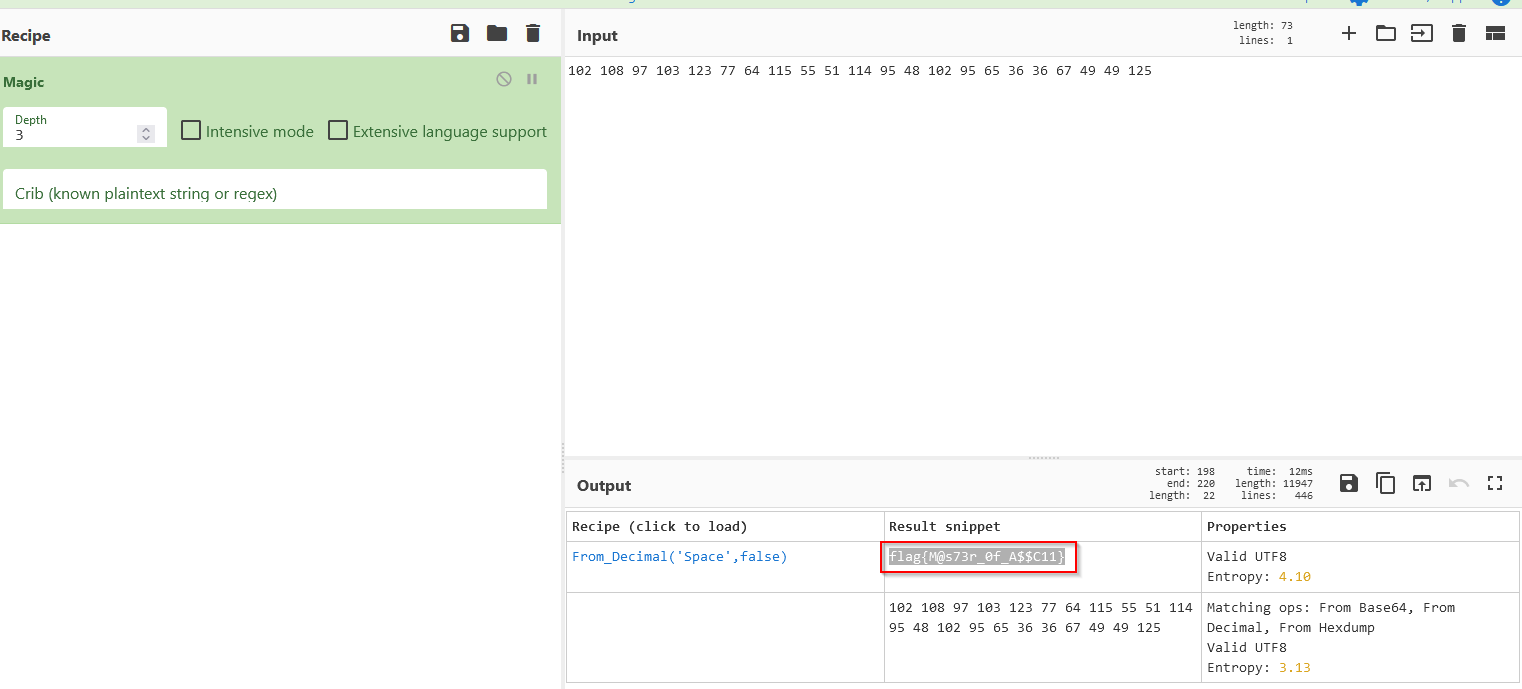 Recipe
Magic
Depth
3
Intensive mode
Extensive language support
Crib (known plaintext string or regex)
Input
length: 73
lines: 1
102 108 97 103 123 77 64 115 55 51 114 95 48 102 95 65 36 36 67 49 49 125
Output
start: 198
end: 220
length: 22
time: 12ms
length: 11947
lines: 446
Recipe (click to load)
Result snippet
Properties
From_Decimal('Space',false)
flag{M@s73r_0f_A$$C11}
Valid UTF8
Entropy: 4.10
102 108 97 103 123 77 64 115 55 51 114
95 48 102 95 65 36 36 67 49 49 125
Matching ops: From Base64, From
Decimal, From Hexdump
Valid UTF8
Entropy: 3.13